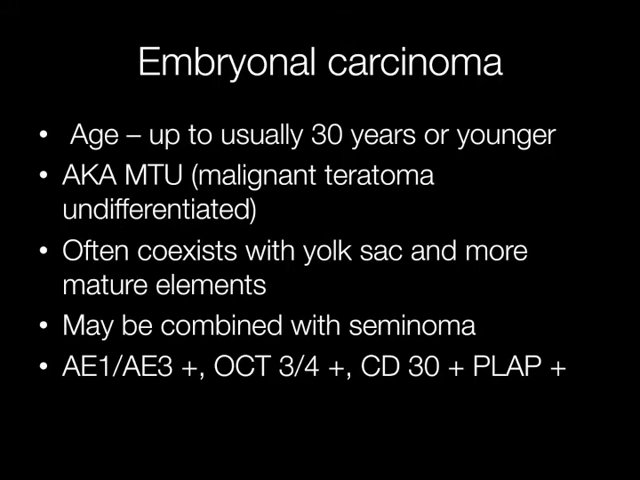 Embryonal carcinoma
• Age – up to usually 30 years or younger
• AKA MTU (malignant teratoma
undifferentiated)
• Often coexists with yolk sac and more
mature elements
• May be combined with seminoma
• AE1/AE3 +, OCT 3/4 +, CD 30 + PLAP +